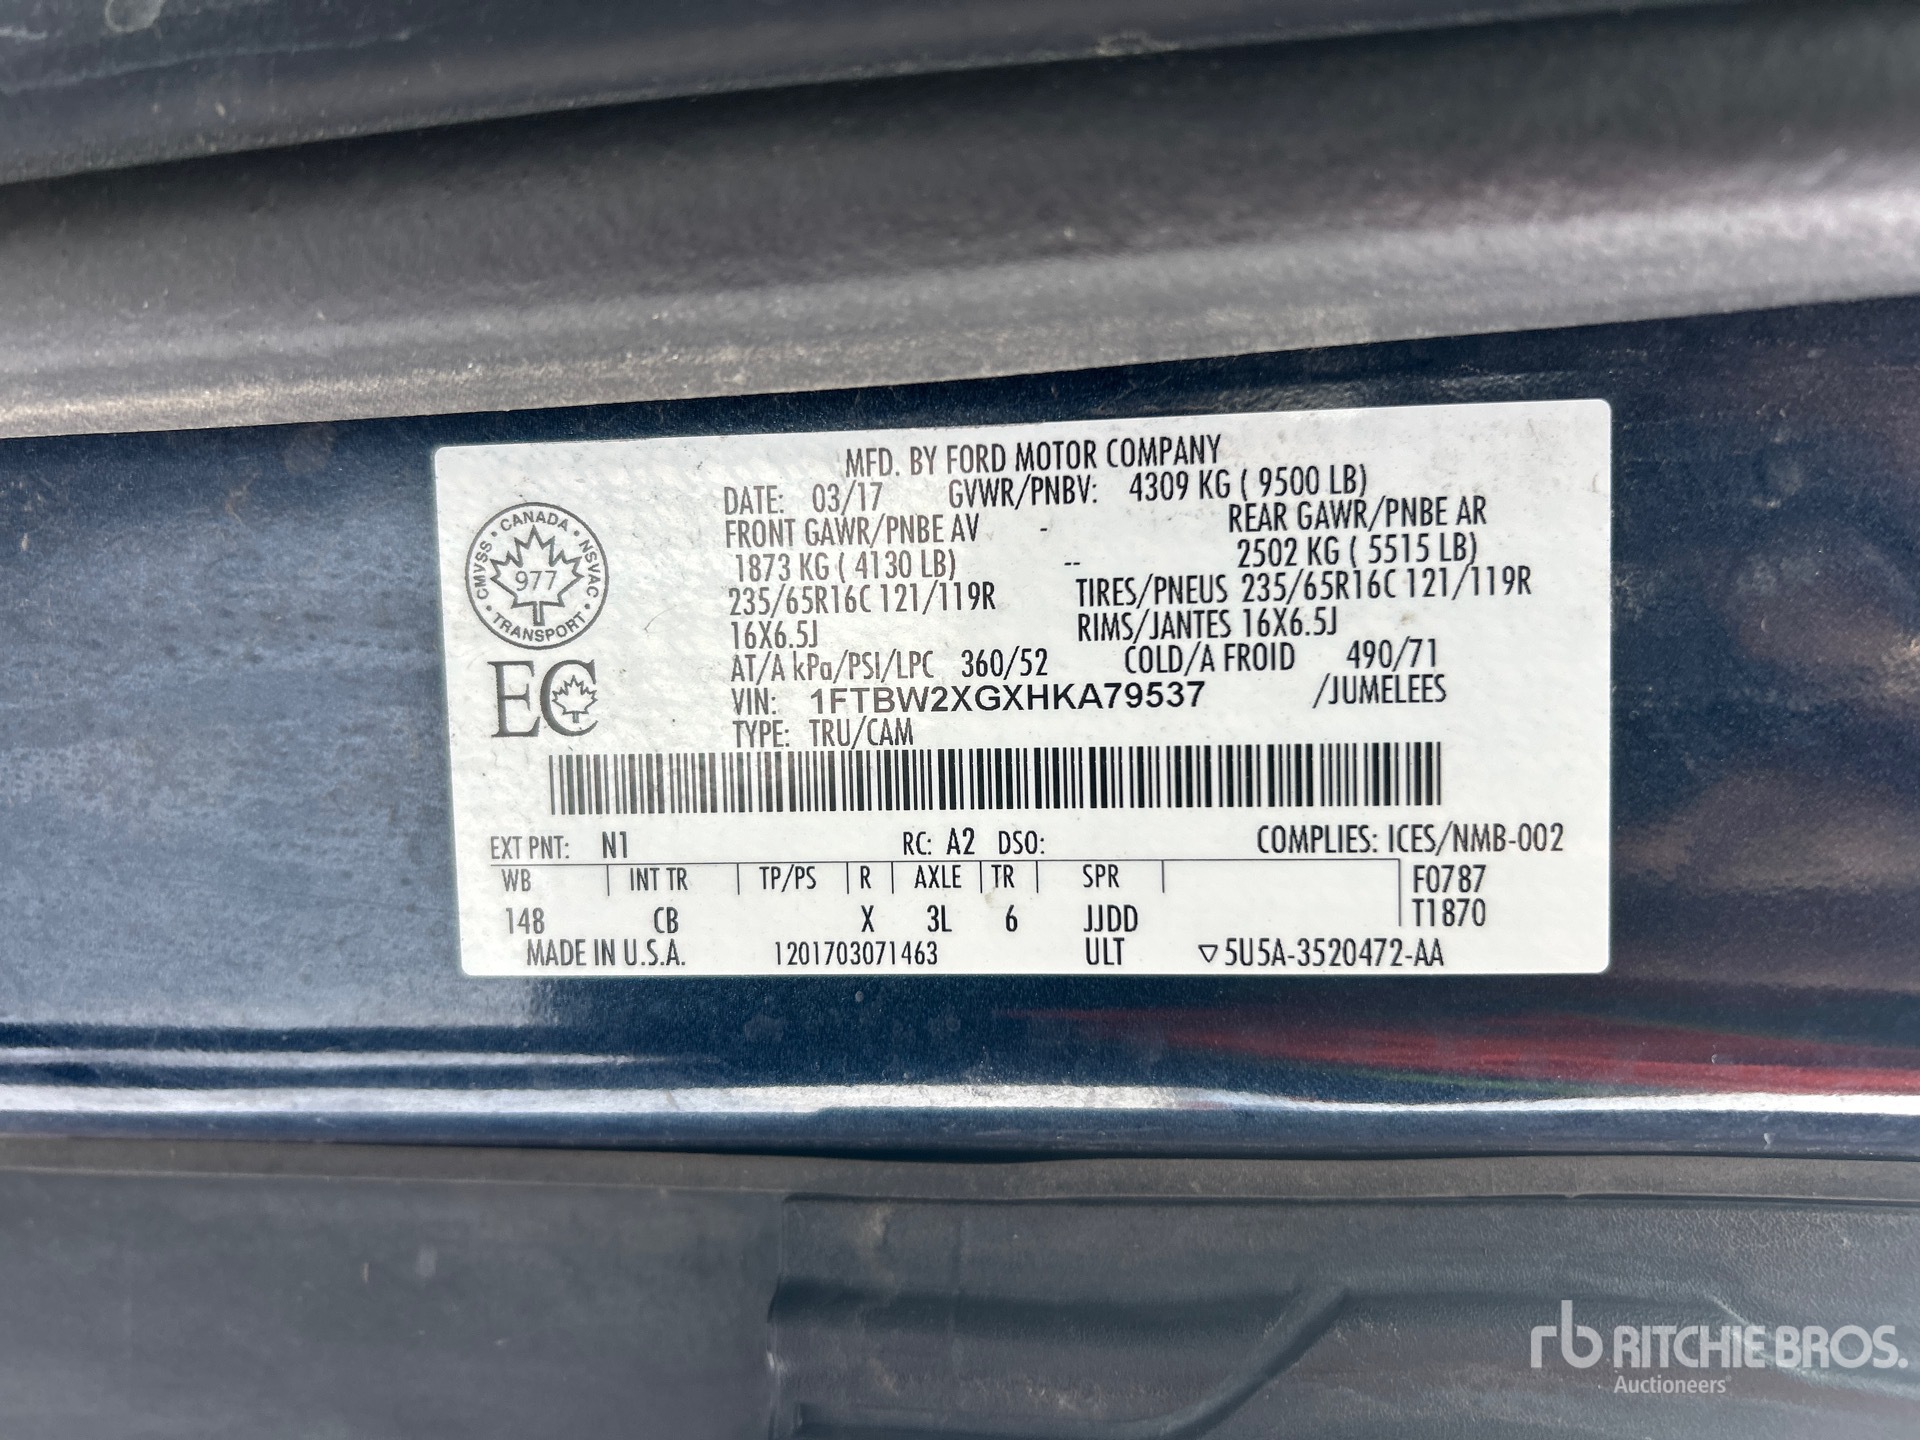 MFD. BY FORD MOTOR COMPANY
DATE: 03/17 GVWR/PNBV: 4309 KG ( 9500 LB)
FRONT GAWR/PNBE AV - REAR GAWR/PNBE AR
1873 KG ( 4130 LB) -- 2502 KG ( 5515 LB)
235/65R16C 121/119R TIRES/PNEUS 235/65R16C 121/119R
16X6.5J RIMS/JANTES 16X6.5J
AT/A kPa/PSI/LPC 360/52 COLD/A FROID 490/71
VIN: 1FTBW2XGXHKA79537 /JUMELEES
TYPE: TRU/CAM
CANADA · NSVAC · TRANSPORT · CMVSS
977
EC
EXT PNT: N1 RC: A2 DSO: COMPLIES: ICES/NMB-002
WB INT TR TP/PS R AXLE TR SPR F0787
148 CB X 3L 6 JJDD T1870
MADE IN U.S.A. 1201703071463 ULT ▽5U5A-3520472-AA
rb RITCHIE BROS.
Auctioneers